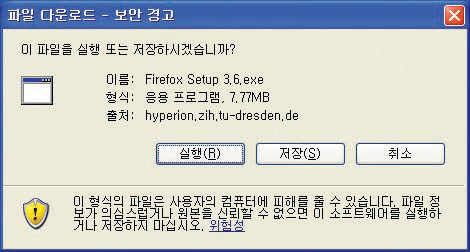 파일 다운로드 - 보안 경고
이 파일을 실행 또는 저장하시겠습니까?
이름: Firefox Setup 3.6.exe
형식: 응용 프로그램, 7.77MB
출처: hyperion.zih.tu-dresden.de
실행(R) 저장(S) 취소
이 형식의 파일은 사용자의 컴퓨터에 피해를 줄 수 있습니다. 파일 정
보가 의심스럽거나 원본을 신뢰할 수 없으면 이 소프트웨어를 실행하
거나 저장하지 마십시오. 위험성